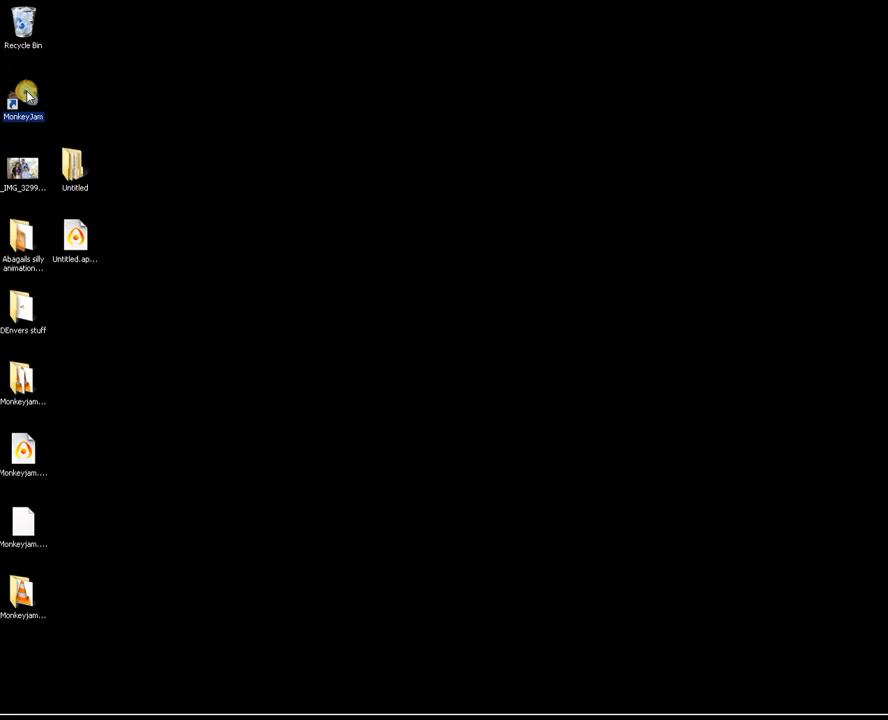 Recycle Bin
MonkeyJam
_IMG_3299...
Untitled
Abagails silly
animation...
Untitled.ap...
DEnvers stuff
Monkeyjam...
Monkeyjam....
Monkeyjam....
Monkeyjam...